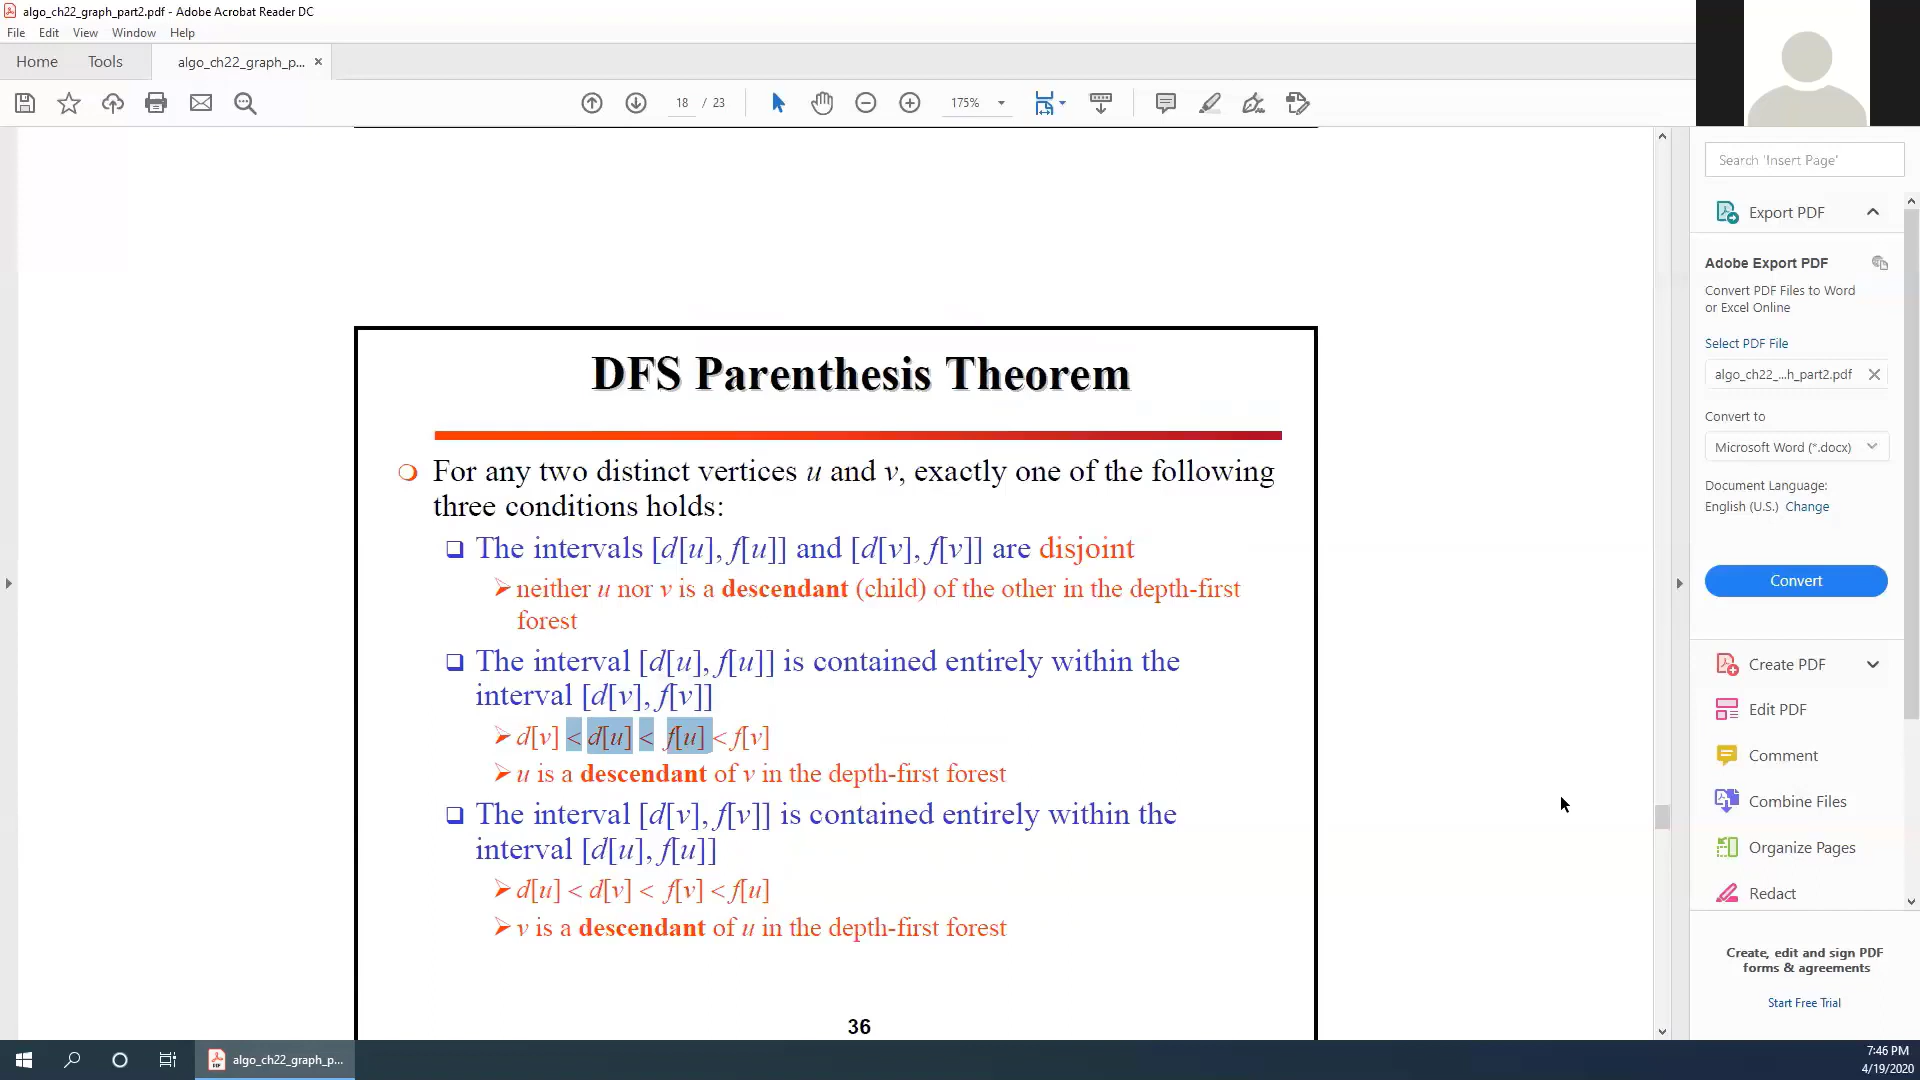 algo_ch22_graph_part2.pdf - Adobe Acrobat Reader DC
File Edit View Window Help
Home Tools algo_ch22_graph_p... ×
18 / 23 175%
Search 'Insert Page'
Export PDF
Adobe Export PDF
Convert PDF Files to Word
or Excel Online
Select PDF File
algo_ch22_...h_part2.pdf
Convert to
Microsoft Word (*.docx)
Document Language:
English (U.S.) Change
Convert
Create PDF
Edit PDF
Comment
Combine Files
Organize Pages
Redact
Create, edit and sign PDF
forms & agreements
Start Free Trial
DFS Parenthesis Theorem
For any two distinct vertices u and v, exactly one of the following
three conditions holds:
The intervals [d[u], f[u]] and [d[v], f[v]] are disjoint
neither u nor v is a descendant (child) of the other in the depth-first
forest
The interval [d[u], f[u]] is contained entirely within the
interval [d[v], f[v]]
d[v] < d[u] < f[u] < f[v]
u is a descendant of v in the depth-first forest
The interval [d[v], f[v]] is contained entirely within the
interval [d[u], f[u]]
d[u] < d[v] < f[v] < f[u]
v is a descendant of u in the depth-first forest
36
algo_ch22_graph_p...
7:46 PM
4/19/2020